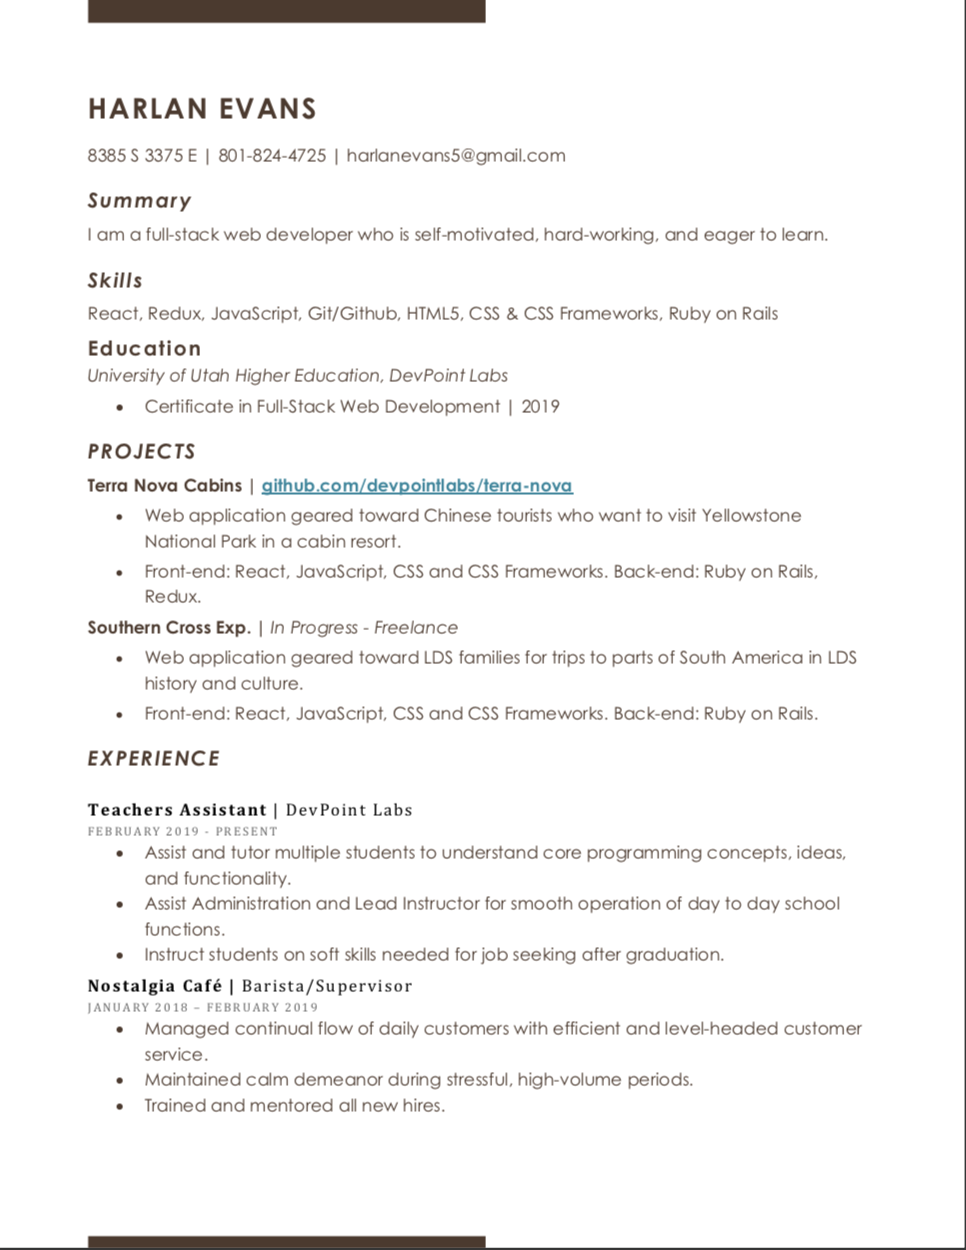 HARLAN EVANS
8385 S 3375 E | 801-824-4725 | harlanevans5@gmail.com
Summary
I am a full-stack web developer who is self-motivated, hard-working, and eager to learn.
Skills
React, Redux, JavaScript, Git/Github, HTML5, CSS & CSS Frameworks, Ruby on Rails
Education
University of Utah Higher Education, DevPoint Labs
• Certificate in Full-Stack Web Development | 2019
PROJECTS
Terra Nova Cabins | github.com/devpointlabs/terra-nova
• Web application geared toward Chinese tourists who want to visit Yellowstone
National Park in a cabin resort.
• Front-end: React, JavaScript, CSS and CSS Frameworks. Back-end: Ruby on Rails,
Redux.
Southern Cross Exp. | In Progress - Freelance
• Web application geared toward LDS families for trips to parts of South America in LDS
history and culture.
• Front-end: React, JavaScript, CSS and CSS Frameworks. Back-end: Ruby on Rails.
EXPERIENCE
Teachers Assistant | DevPoint Labs
FEBRUARY 2019 - PRESENT
• Assist and tutor multiple students to understand core programming concepts, ideas,
and functionality.
• Assist Administration and Lead Instructor for smooth operation of day to day school
functions.
• Instruct students on soft skills needed for job seeking after graduation.
Nostalgia Café | Barista/Supervisor
JANUARY 2018 – FEBRUARY 2019
• Managed continual flow of daily customers with efficient and level-headed customer
service.
• Maintained calm demeanor during stressful, high-volume periods.
• Trained and mentored all new hires.